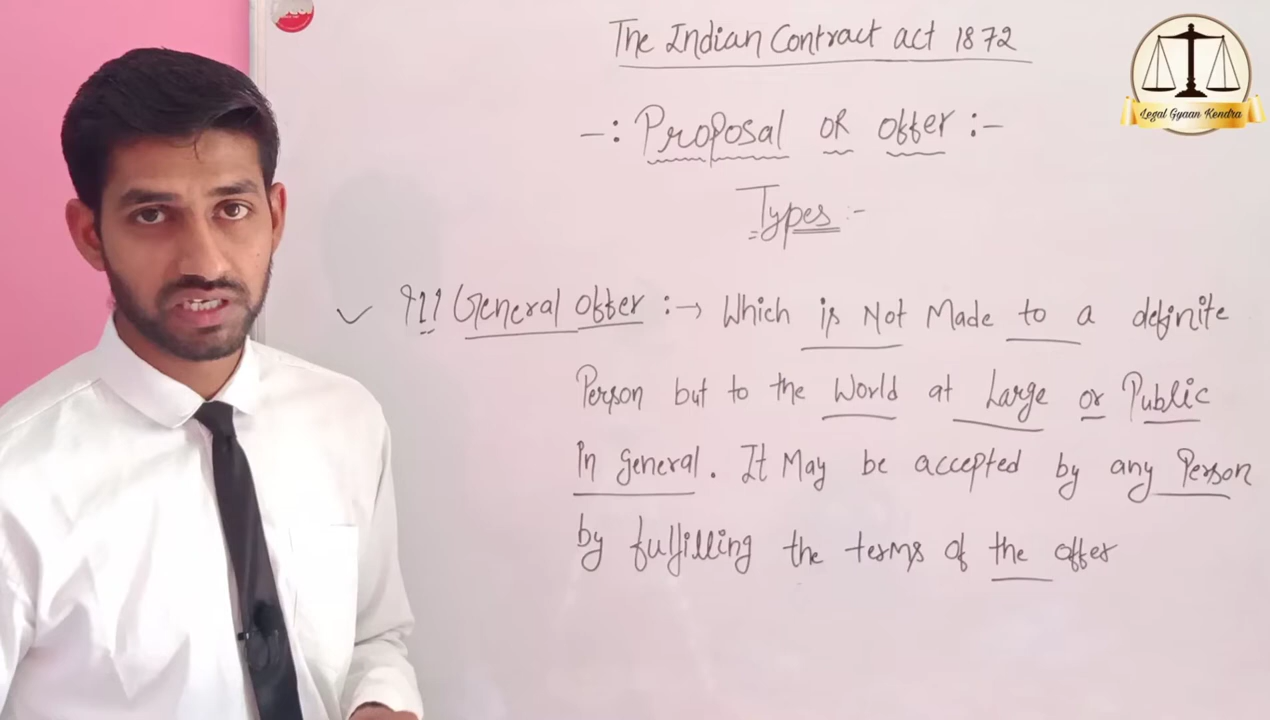 The Indian Contract act 1872
-: Proposal or offer :-
Types :-
General offer :→ Which is Not Made to a definite
Person but to the World at Large or Public
In general. It May be accepted by any Person
by fulfilling the terms of the offer
Legal Gyaan Kendra